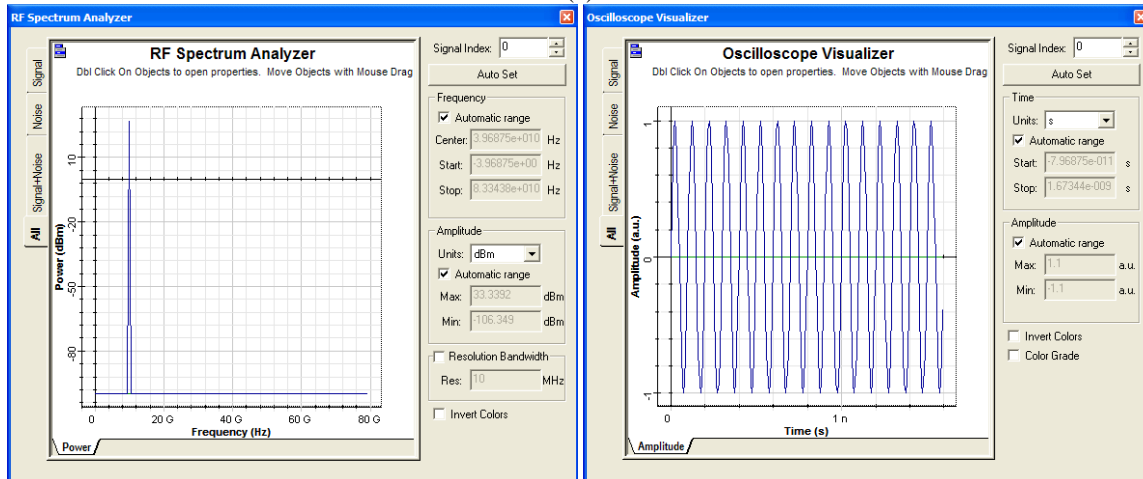 RF Spectrum Analyzer
RF Spectrum Analyzer
Dbl Click On Objects to open properties. Move Objects with Mouse Drag
Signal
Noise
Signal+Noise
All
Power (dBm)
10
-20
-50
-80
0
20 G
40 G
60 G
80 G
Frequency (Hz)
Power
Signal Index: 0
Auto Set
Frequency
Automatic range
Center: 3.96875e+010 Hz
Start: -3.96875e+00 Hz
Stop: 8.33438e+010 Hz
Amplitude
Units: dBm
Automatic range
Max: 33.3392 dBm
Min: -106.349 dBm
Resolution Bandwidth
Res: 10 MHz
Invert Colors
Oscilloscope Visualizer
Oscilloscope Visualizer
Dbl Click On Objects to open properties. Move Objects with Mouse Drag
Signal
Noise
Signal+Noise
All
Amplitude (a.u.)
1
0
-1
0
1 n
Time (s)
Amplitude
Signal Index: 0
Auto Set
Time
Units: s
Automatic range
Start: -7.96875e-011 s
Stop: 1.67344e-009 s
Amplitude
Automatic range
Max: 1.1 a.u.
Min: -1.1 a.u.
Invert Colors
Color Grade